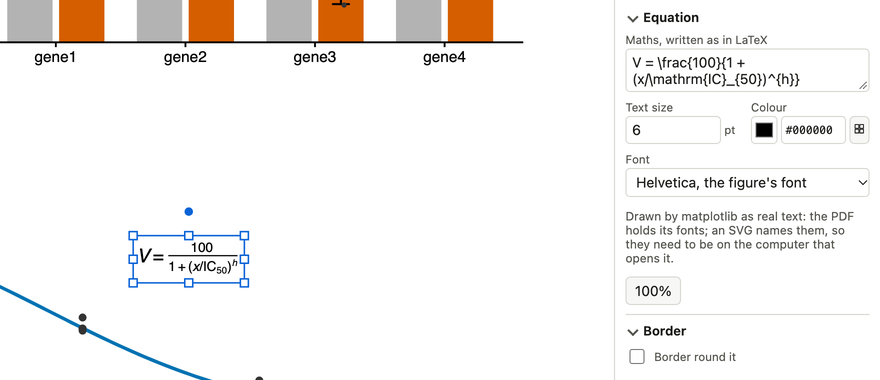 gene1 gene2 gene3 gene4
V = 100 / 1 + (x/IC50)^h
Equation
Maths, written as in LaTeX
V = \frac{100}{1 +
(x/\mathrm{IC}_{50})^{h}}
Text size Colour
6 pt #000000
Font
Helvetica, the figure's font
Drawn by matplotlib as real text: the PDF
holds its fonts; an SVG names them, so
they need to be on the computer that
opens it.
100%
Border
Border round it